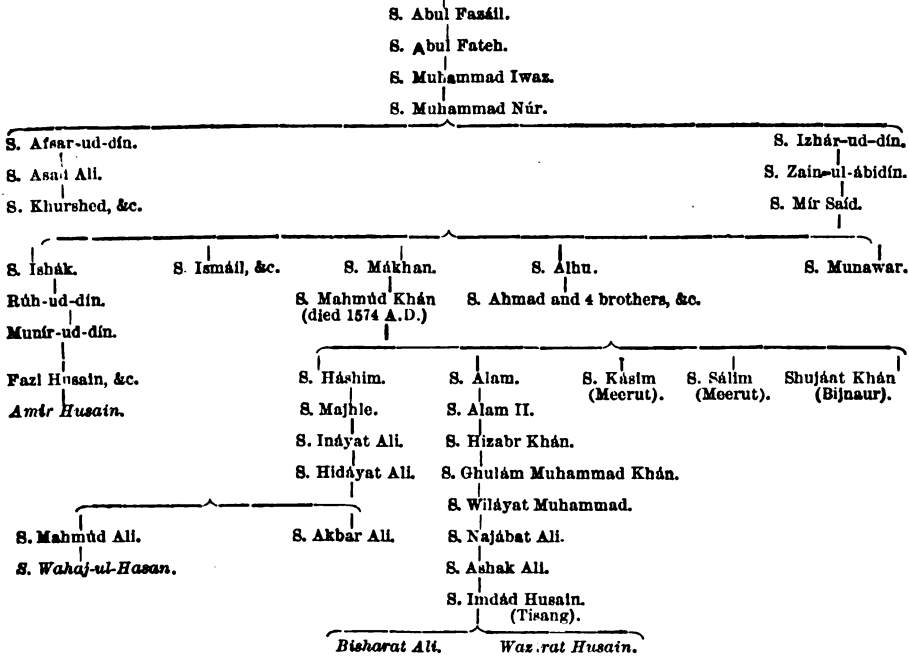 S. Abul Fazáil.
S. Abul Fateh.
S. Muhammad Iwaz.
S. Muhammad Núr.
S. Afsar-ud-dín. S. Izhár-ud-dín.
S. Asad Ali. S. Zain-ul-ábidín.
S. Khurshed, &c. S. Mír Saíd.
S. Ishák. S. Ismáíl, &c. S. Mákhan. S. Alhu. S. Munawar.
Rúh-ud-dín. S. Mahmúd Khán S. Ahmad and 4 brothers, &c.
(died 1574 A.D.)
Munír-ud-dín.
Fazl Husain, &c. S. Háshim. S. Alam. S. Kásim S. Sálim Shujáat Khán
(Meerut). (Meerut). (Bijnaur).
Amír Husain. S. Majhle. S. Alam II.
S. Ináyat Ali. S. Hizabr Khán.
S. Hidáyat Ali. S. Ghulám Muhammad Khán.
S. Wiláyat Muhammad.
S. Mahmúd Ali. S. Akbar Ali. S. Najábat Ali.
S. Wahaj-ul-Hasan. S. Ashak Ali.
S. Imdád Husain.
(Tisang).
Bisharat Ali. Wazirat Husain.